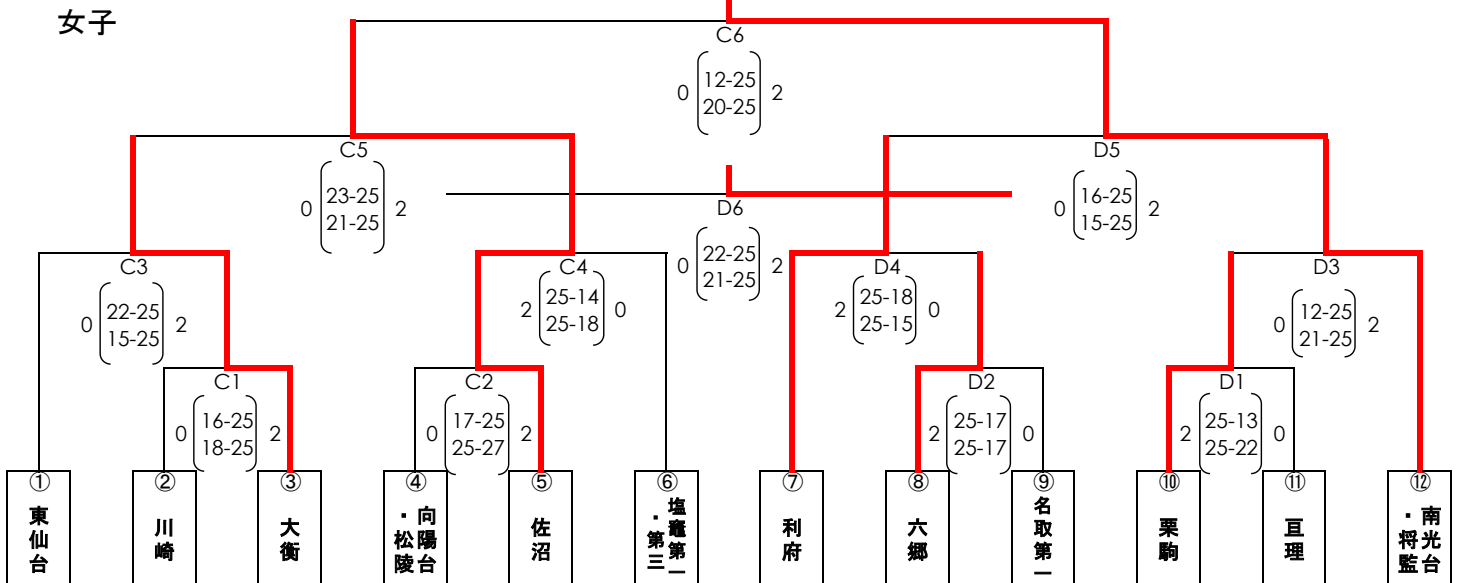 女子
C6
0 12-25 2
20-25
C5
0 23-25 2
21-25
D5
0 16-25 2
15-25
D6
0 22-25 2
21-25
C3
0 22-25 2
15-25
C4
2 25-14 0
25-18
D4
2 25-18 0
25-15
D3
0 12-25 2
21-25
C1
0 16-25 2
18-25
C2
0 17-25 2
25-27
D2
2 25-17 0
25-17
D1
2 25-13 0
25-22
①
東仙台
②
川崎
③
大衡
④
向陽台
・松陵
⑤
佐沼
⑥
塩竈第一
・第三
⑦
利府
⑧
六郷
⑨
名取第一
⑩
栗駒
⑪
亘理
⑫
南光台
・将監